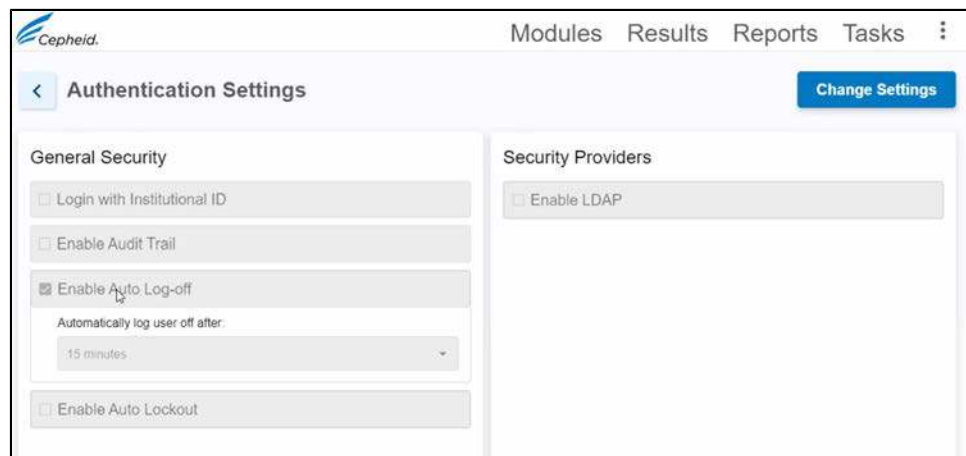 Cepheid.
Modules Results Reports Tasks
Authentication Settings
Change Settings
General Security
Login with Institutional ID
Enable Audit Trail
Enable Auto Log-off
Automatically log user off after:
15 minutes
Enable Auto Lockout
Security Providers
Enable LDAP